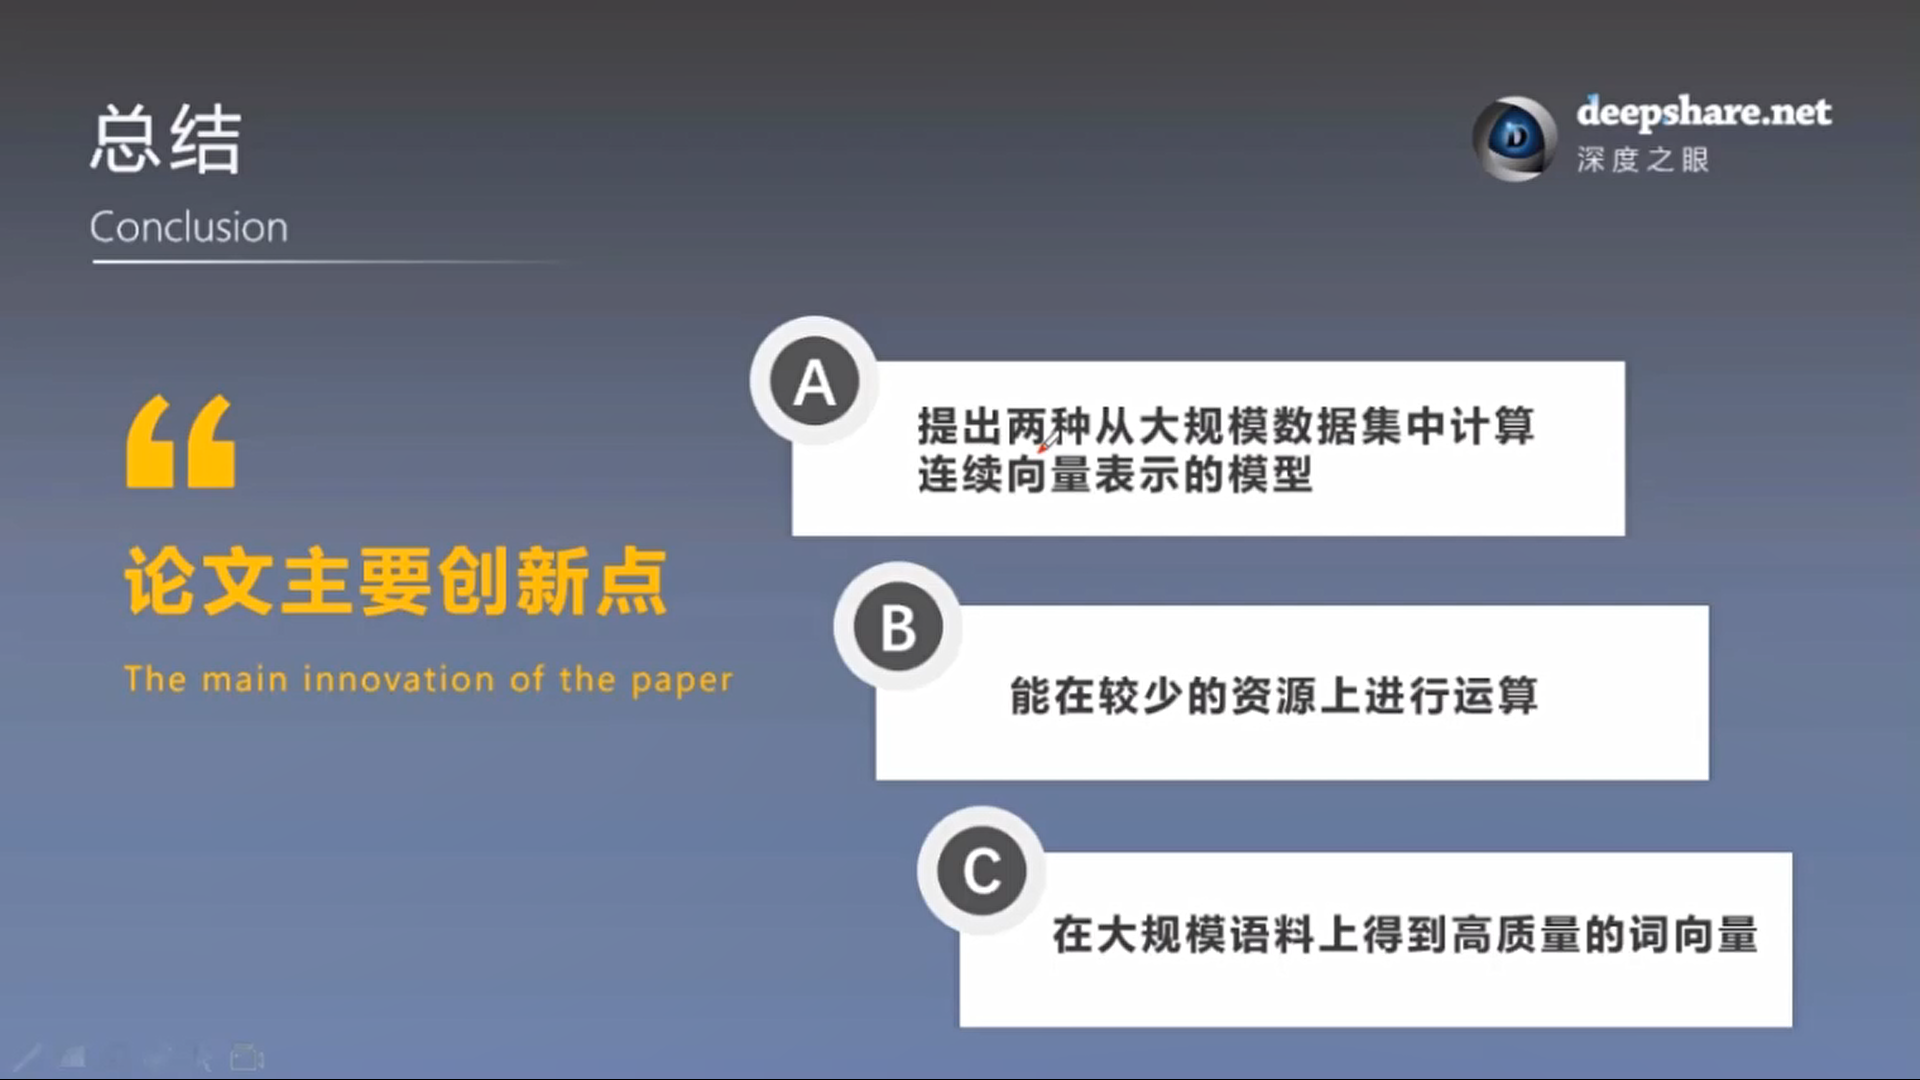 总结
Conclusion
deepshare.net
深度之眼
论文主要创新点
The main innovation of the paper
A
提出两种从大规模数据集中计算
连续向量表示的模型
B
能在较少的资源上进行运算
C
在大规模语料上得到高质量的词向量